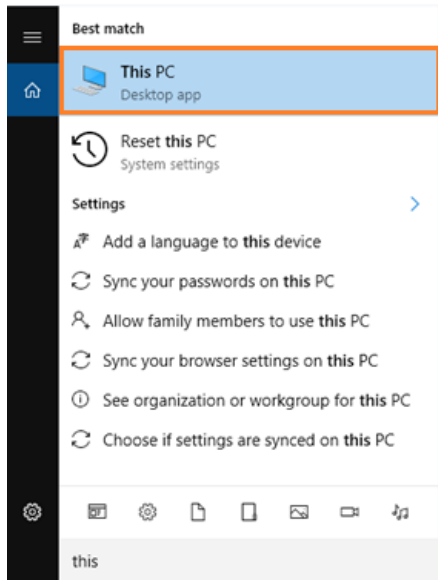 Best match
This PC
Desktop app
Reset this PC
System settings
Settings
Add a language to this device
Sync your passwords on this PC
Allow family members to use this PC
Sync your browser settings on this PC
See organization or workgroup for this PC
Choose if settings are synced on this PC
this